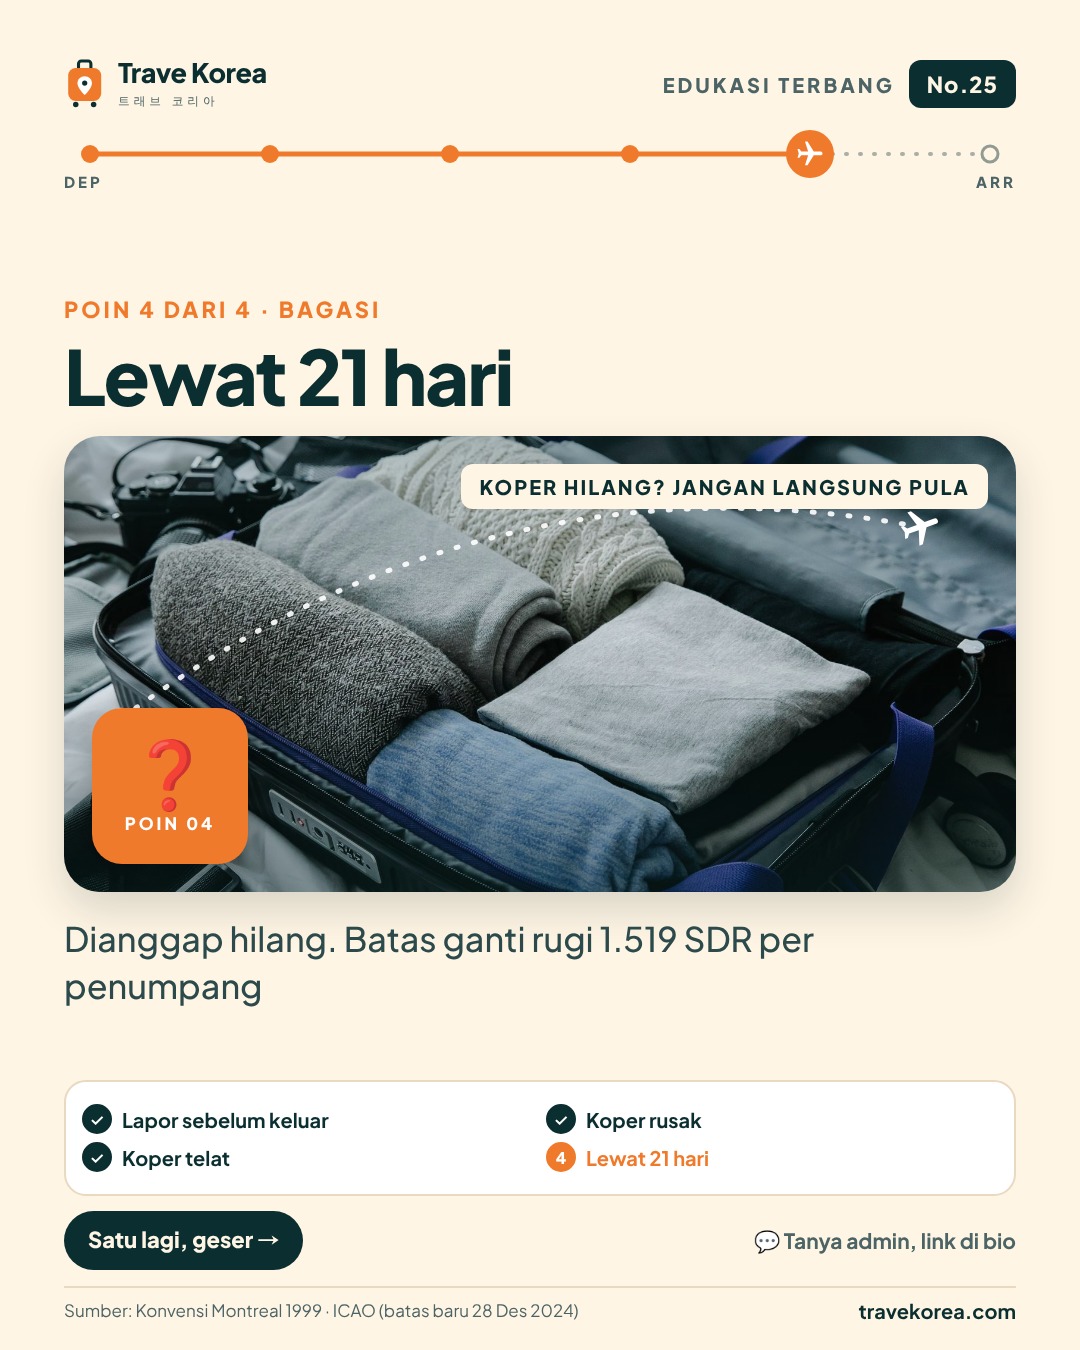 Trave Korea
트래브 코리아
EDUKASI TERBANG
No.25
DEP
ARR
POIN 4 DARI 4 · BAGASI
Lewat 21 hari
KOPER HILANG? JANGAN LANGSUNG PULA
❓
POIN 04
Dianggap hilang. Batas ganti rugi 1.519 SDR per
penumpang
Lapor sebelum keluar
Koper rusak
Koper telat
4 Lewat 21 hari
Satu lagi, geser →
💬 Tanya admin, link di bio
Sumber: Konvensi Montreal 1999 · ICAO (batas baru 28 Des 2024)
travekorea.com